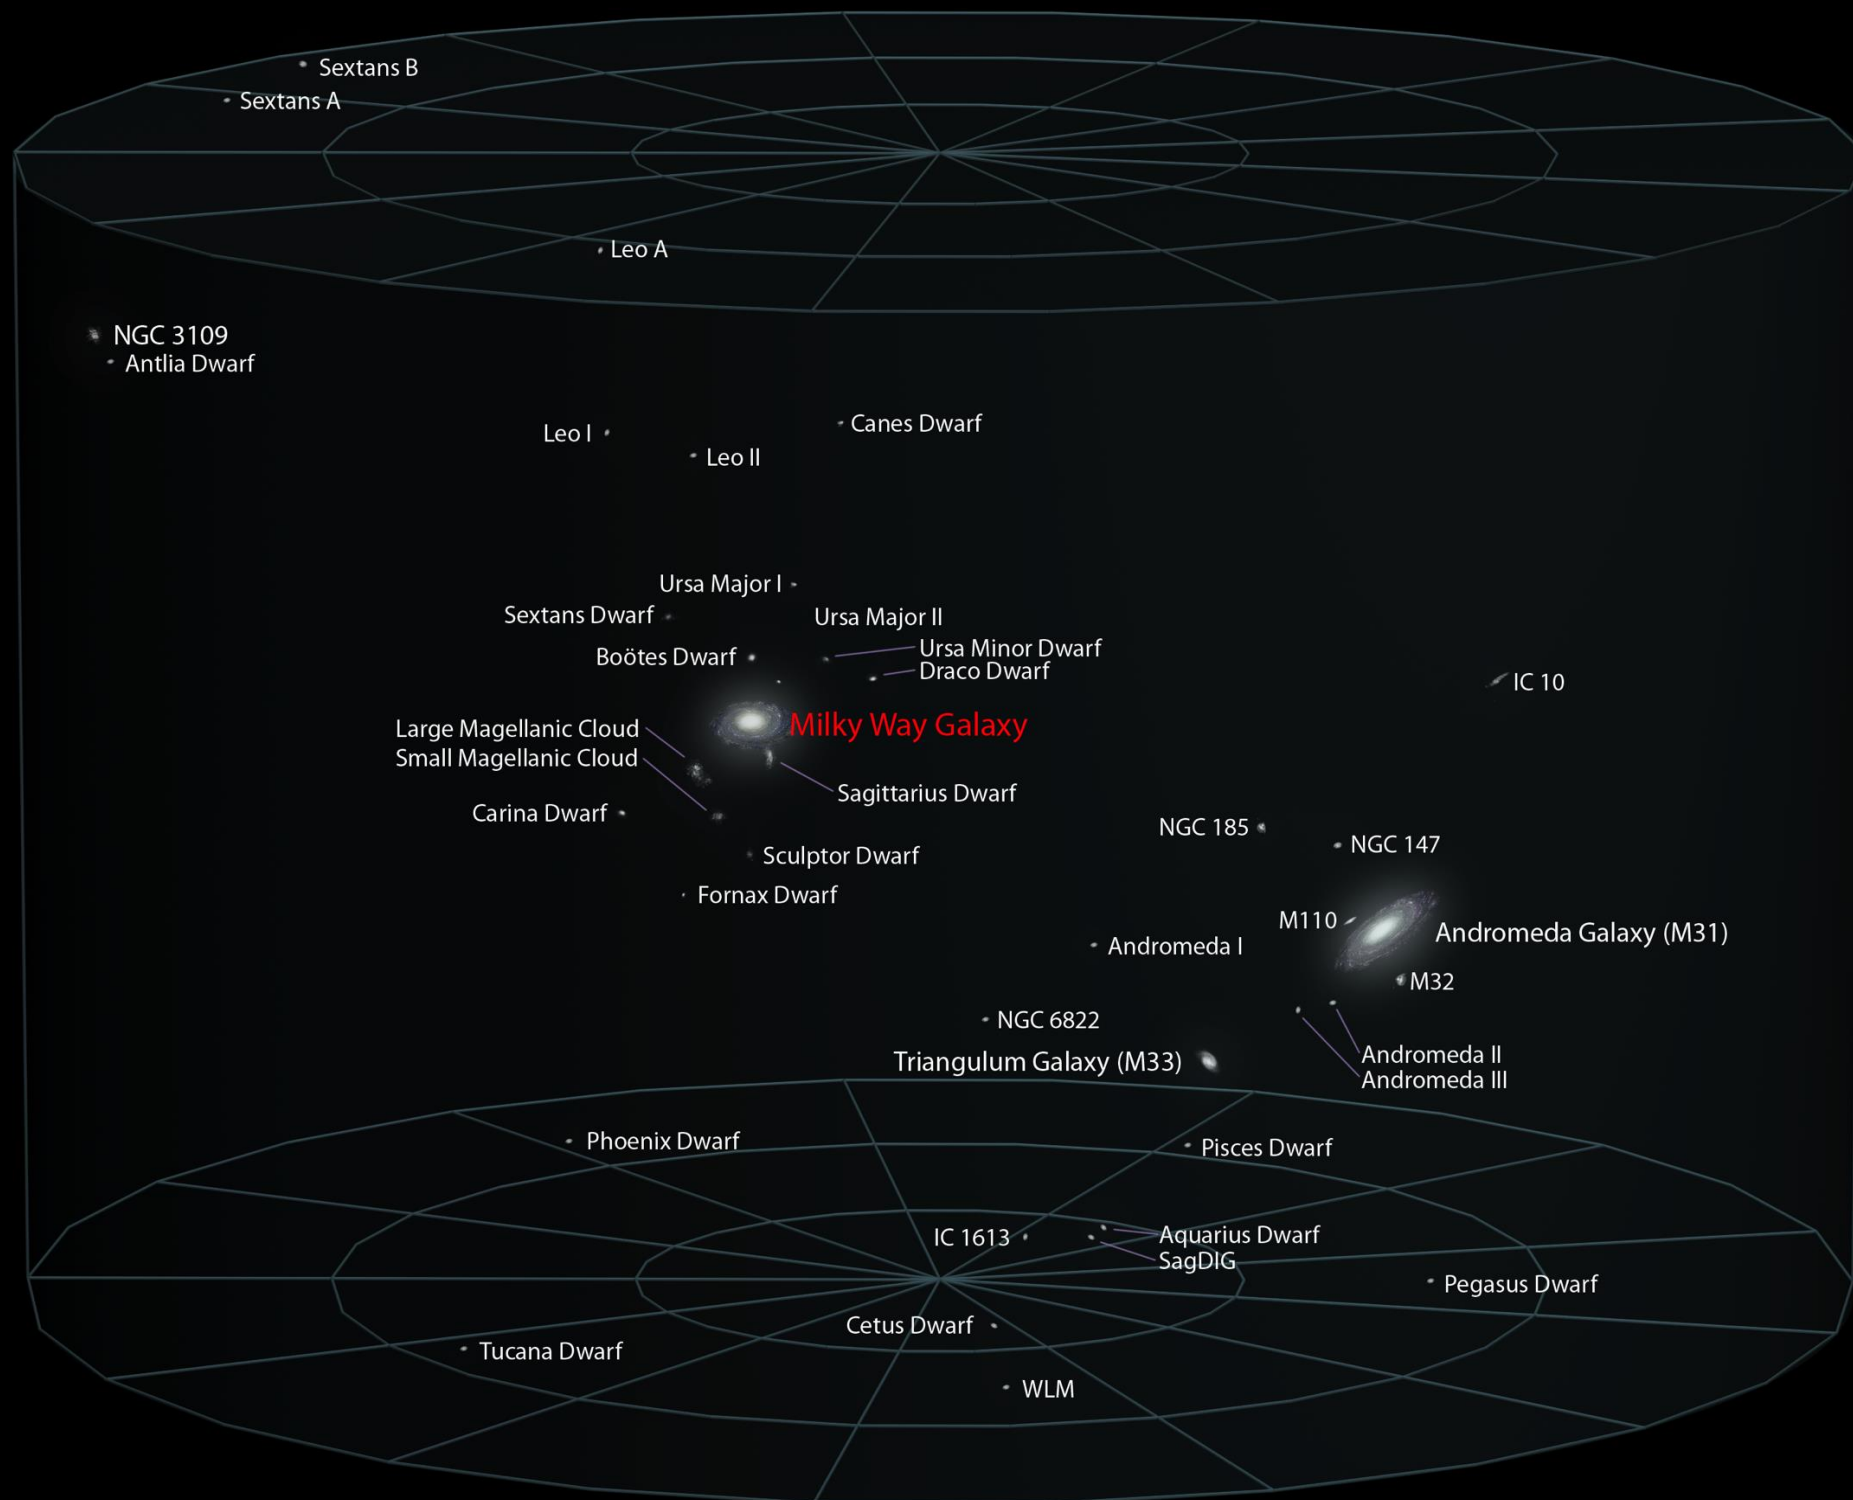 Sextans B
Sextans A
Leo A
NGC 3109
Antlia Dwarf
Canes Dwarf
Leo I
Leo II
Ursa Major I
Sextans Dwarf
Ursa Major II
Ursa Minor Dwarf
Boötes Dwarf
Draco Dwarf
IC 10
Milky Way Galaxy
Large Magellanic Cloud
Small Magellanic Cloud
Sagittarius Dwarf
Carina Dwarf
NGC 185
NGC 147
Sculptor Dwarf
Fornax Dwarf
M110
Andromeda Galaxy (M31)
Andromeda I
M32
NGC 6822
Andromeda II
Triangulum Galaxy (M33)
Andromeda III
Phoenix Dwarf
Pisces Dwarf
Aquarius Dwarf
IC 1613
SagDIG
Pegasus Dwarf
Cetus Dwarf
Tucana Dwarf
WLM